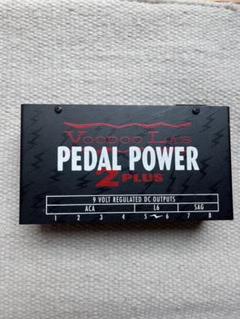 VOODOO LAB
PEDAL POWER
2 PLUS
9 VOLT REGULATED DC OUTPUTS
ACA L6 SAG
1 2 3 4 5 ~ 6 7 8